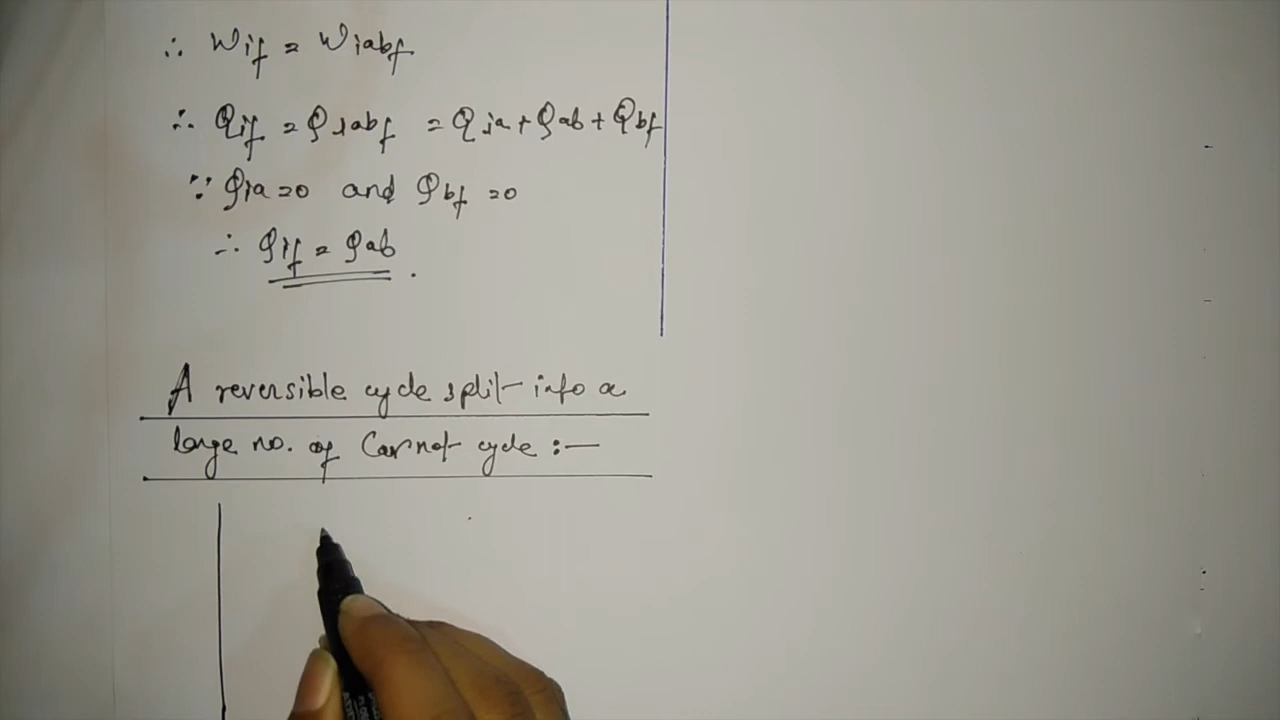 ∴ Wif = Wiabf
∴ Qif = Qiabf = Qia + Qab + Qbf
∵ Qia = 0 and Qbf = 0
∴ Qif = Qab.
A reversible cycle split into a
large no. of Carnot cycle :—